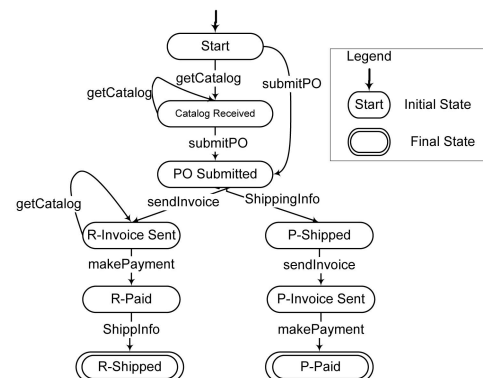 Start
getCatalog
submitPO
getCatalog
Catalog Received
submitPO
PO Submitted
sendInvoice
ShippingInfo
getCatalog
R-Invoice Sent
P-Shipped
makePayment
sendInvoice
R-Paid
P-Invoice Sent
ShippInfo
makePayment
R-Shipped
P-Paid
Legend
Start
Initial State
Final State